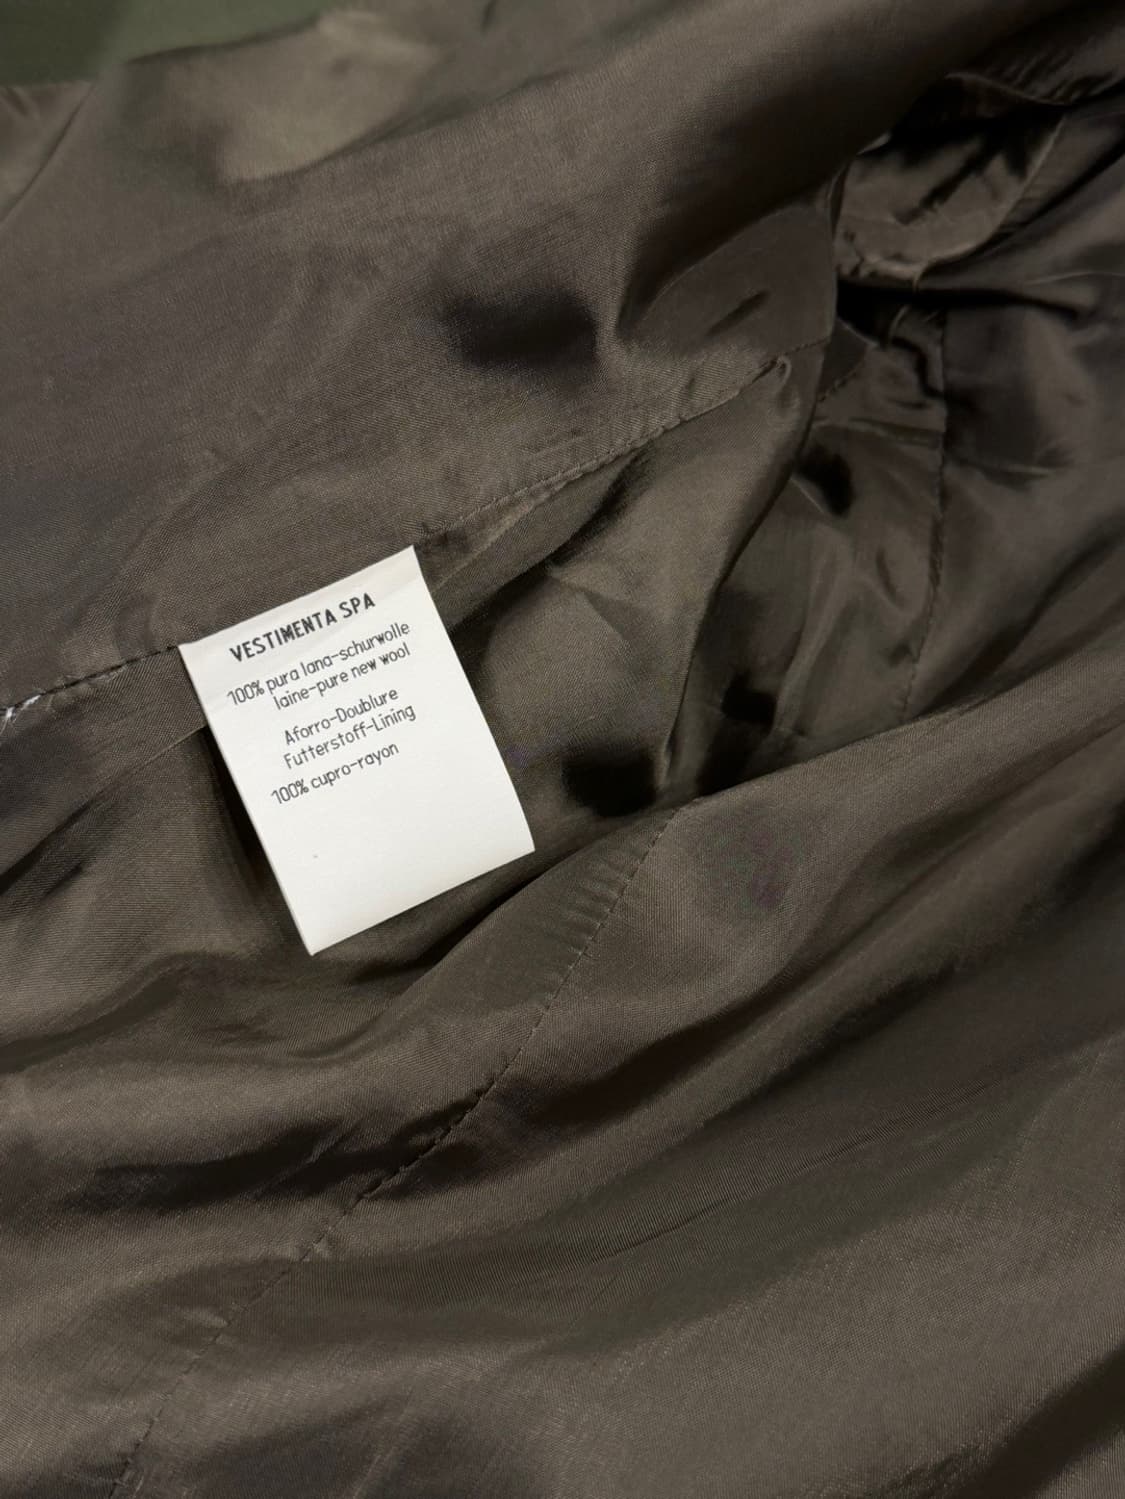 VESTIMENTA SPA
100% pura lana-schurwolle
laine-pure new wool
Aforro-Doublure
Futterstoff-Lining
100% cupro-rayon